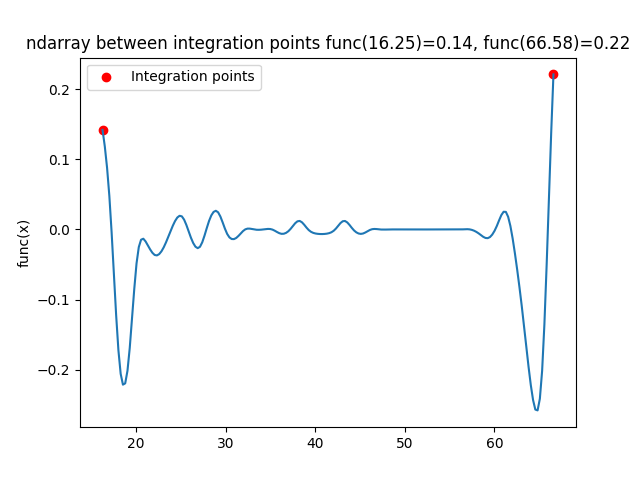 ndarray between integration points func(16.25)=0.14, func(66.58)=0.22
Integration points
func(x)
0.2
0.1
0.0
−0.1
−0.2
20 30 40 50 60